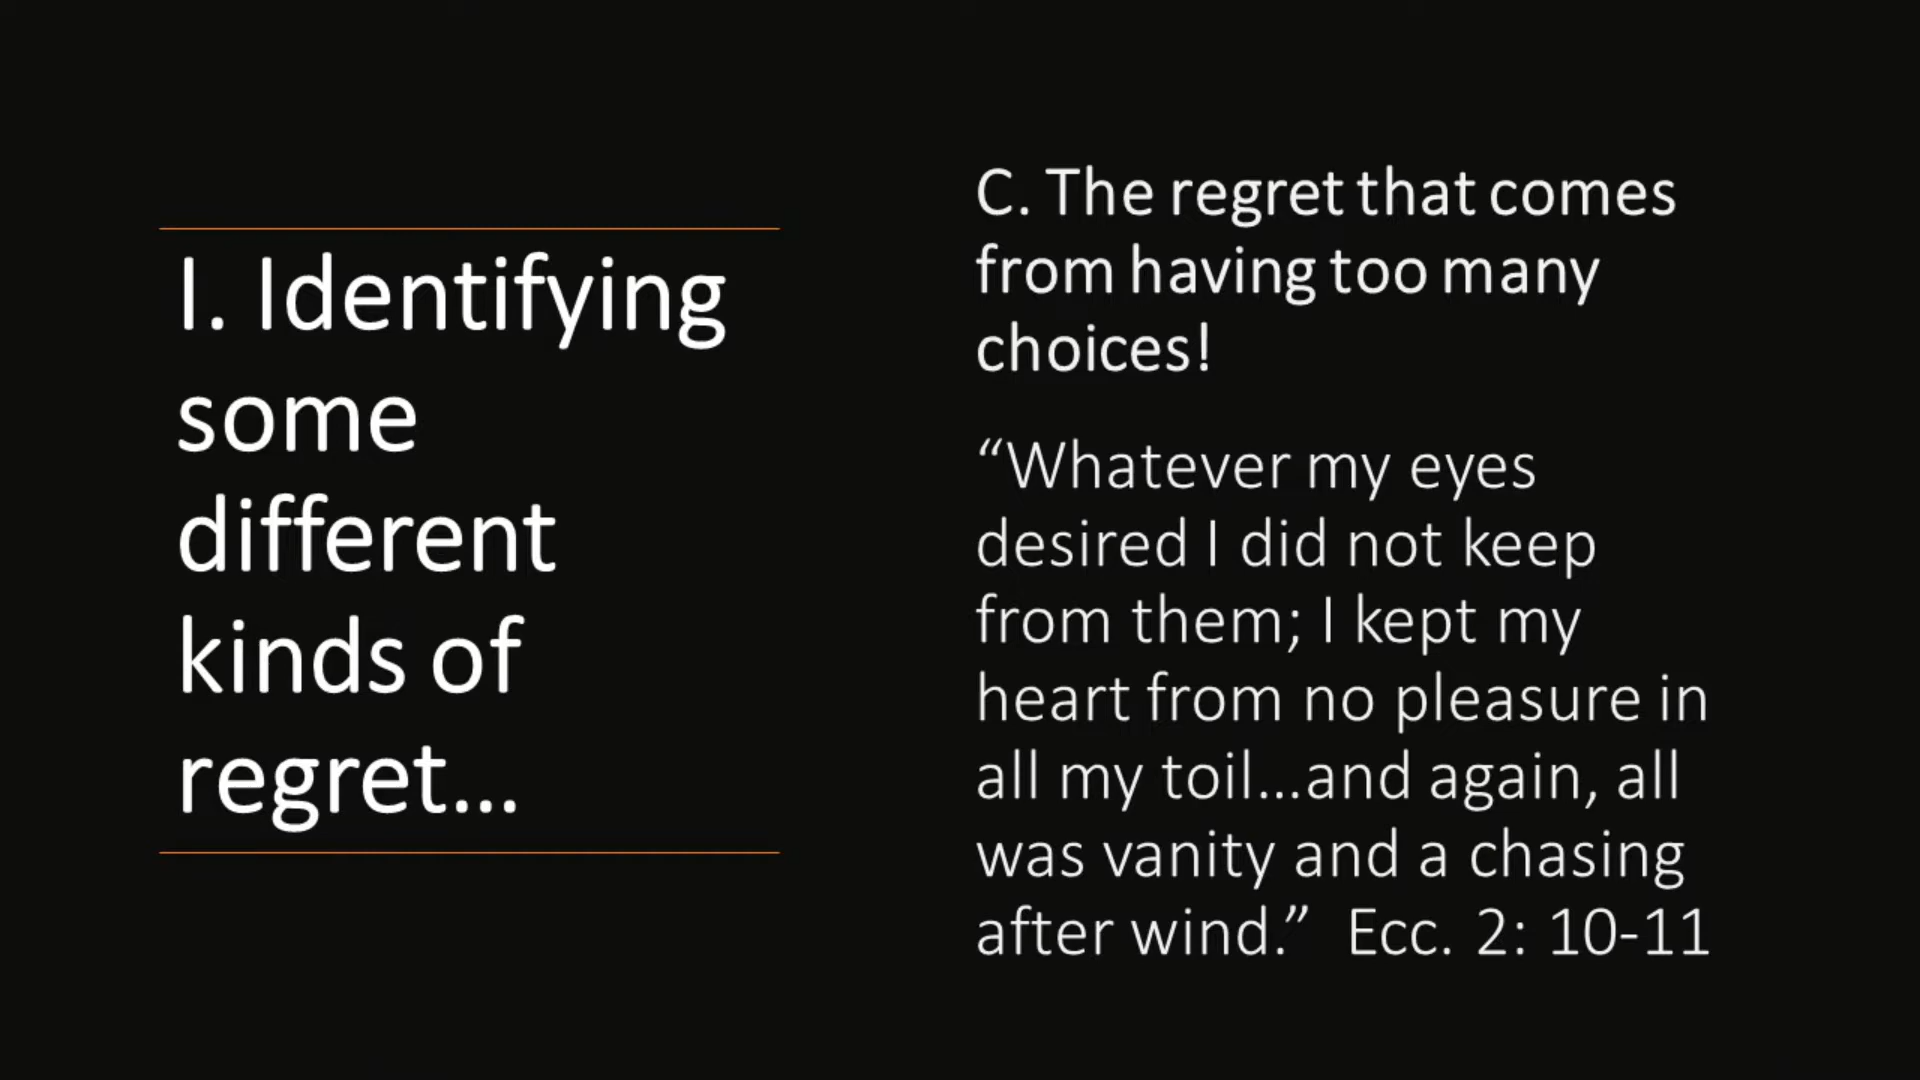 I. Identifying
some
different
kinds of
regret...
C. The regret that comes
from having too many
choices!
“Whatever my eyes
desired I did not keep
from them; I kept my
heart from no pleasure in
all my toil...and again, all
was vanity and a chasing
after wind.”  Ecc. 2: 10-11